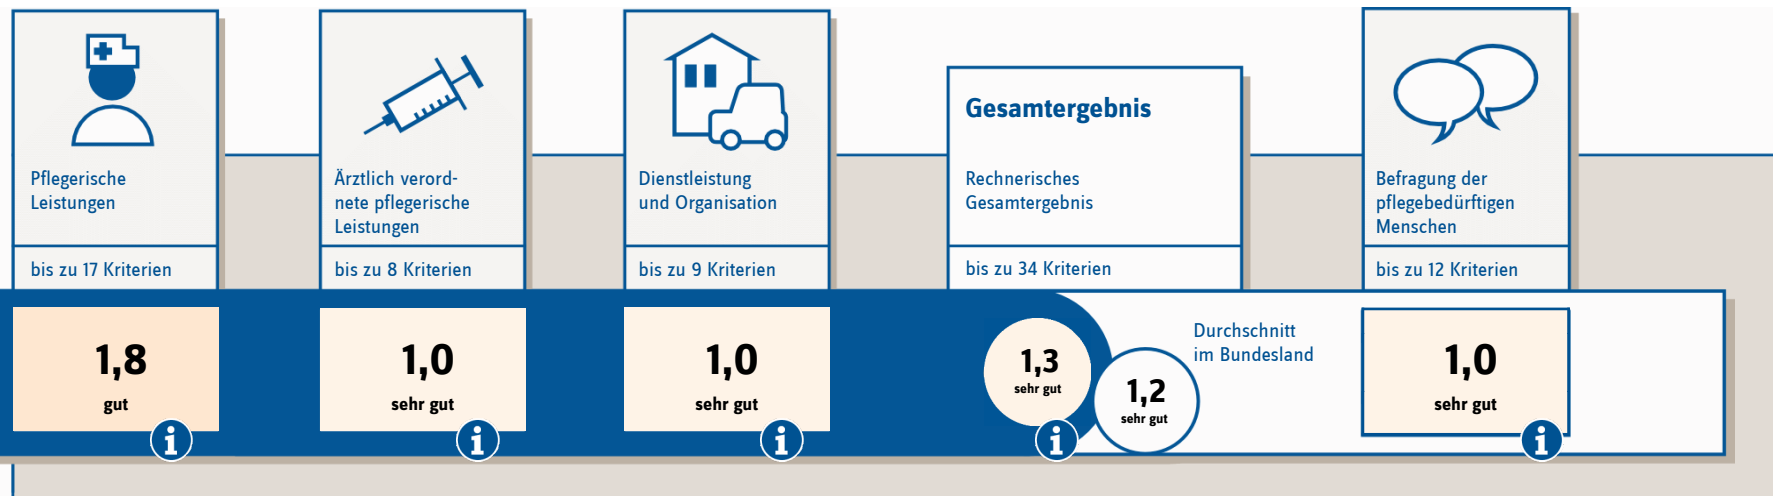 Pflegerische
Leistungen
bis zu 17 Kriterien
1,8
gut
i
Ärztlich verord-
nete pflegerische
Leistungen
bis zu 8 Kriterien
1,0
sehr gut
i
Dienstleistung
und Organisation
bis zu 9 Kriterien
1,0
sehr gut
i
Gesamtergebnis
Rechnerisches
Gesamtergebnis
bis zu 34 Kriterien
1,3
sehr gut
i
1,2
sehr gut
Durchschnitt
im Bundesland
Befragung der
pflegebedürftigen
Menschen
bis zu 12 Kriterien
1,0
sehr gut
i